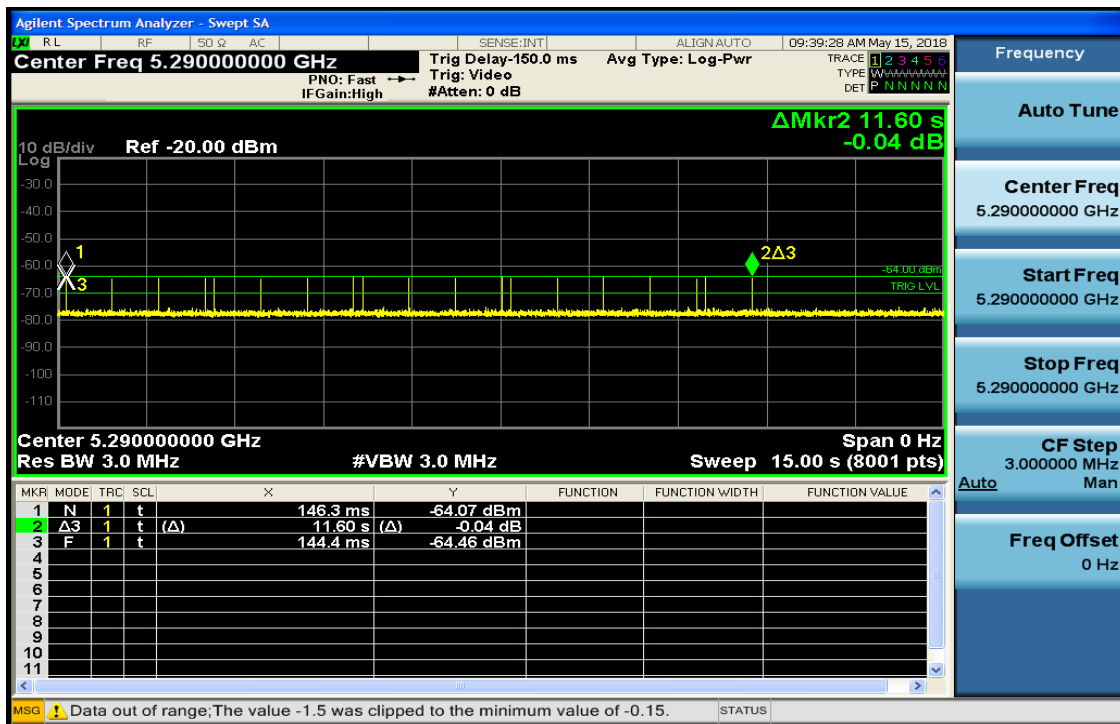 Agilent Spectrum Analyzer - Swept SA
LXI RL RF 50 Ω AC SENSE:INT ALIGN AUTO 09:39:28 AM May 15, 2018
Center Freq 5.290000000 GHz Trig Delay-150.0 ms Avg Type: Log-Pwr TRACE 1 2 3 4 5 6
PNO: Fast Trig: Video TYPE WWWWWW
IFGain:High #Atten: 0 dB DET P N N N N N
ΔMkr2 11.60 s
-0.04 dB
10 dB/div Ref -20.00 dBm
Log
-30.0
-40.0
-50.0
1
2Δ3
-60.0
-64.00 dBm
3
TRIG LVL
-70.0
-80.0
-90.0
-100
-110
Center 5.290000000 GHz Span 0 Hz
Res BW 3.0 MHz #VBW 3.0 MHz Sweep 15.00 s (8001 pts)
MKR MODE TRC SCL X Y FUNCTION FUNCTION WIDTH FUNCTION VALUE
1 N 1 t 146.3 ms -64.07 dBm
2 Δ3 1 t (Δ) 11.60 s (Δ) -0.04 dB
3 F 1 t 144.4 ms -64.46 dBm
4
5
6
7
8
9
10
11
MSG Data out of range;The value -1.5 was clipped to the minimum value of -0.15. STATUS
Frequency
Auto Tune
Center Freq
5.290000000 GHz
Start Freq
5.290000000 GHz
Stop Freq
5.290000000 GHz
CF Step
3.000000 MHz
Auto Man
Freq Offset
0 Hz